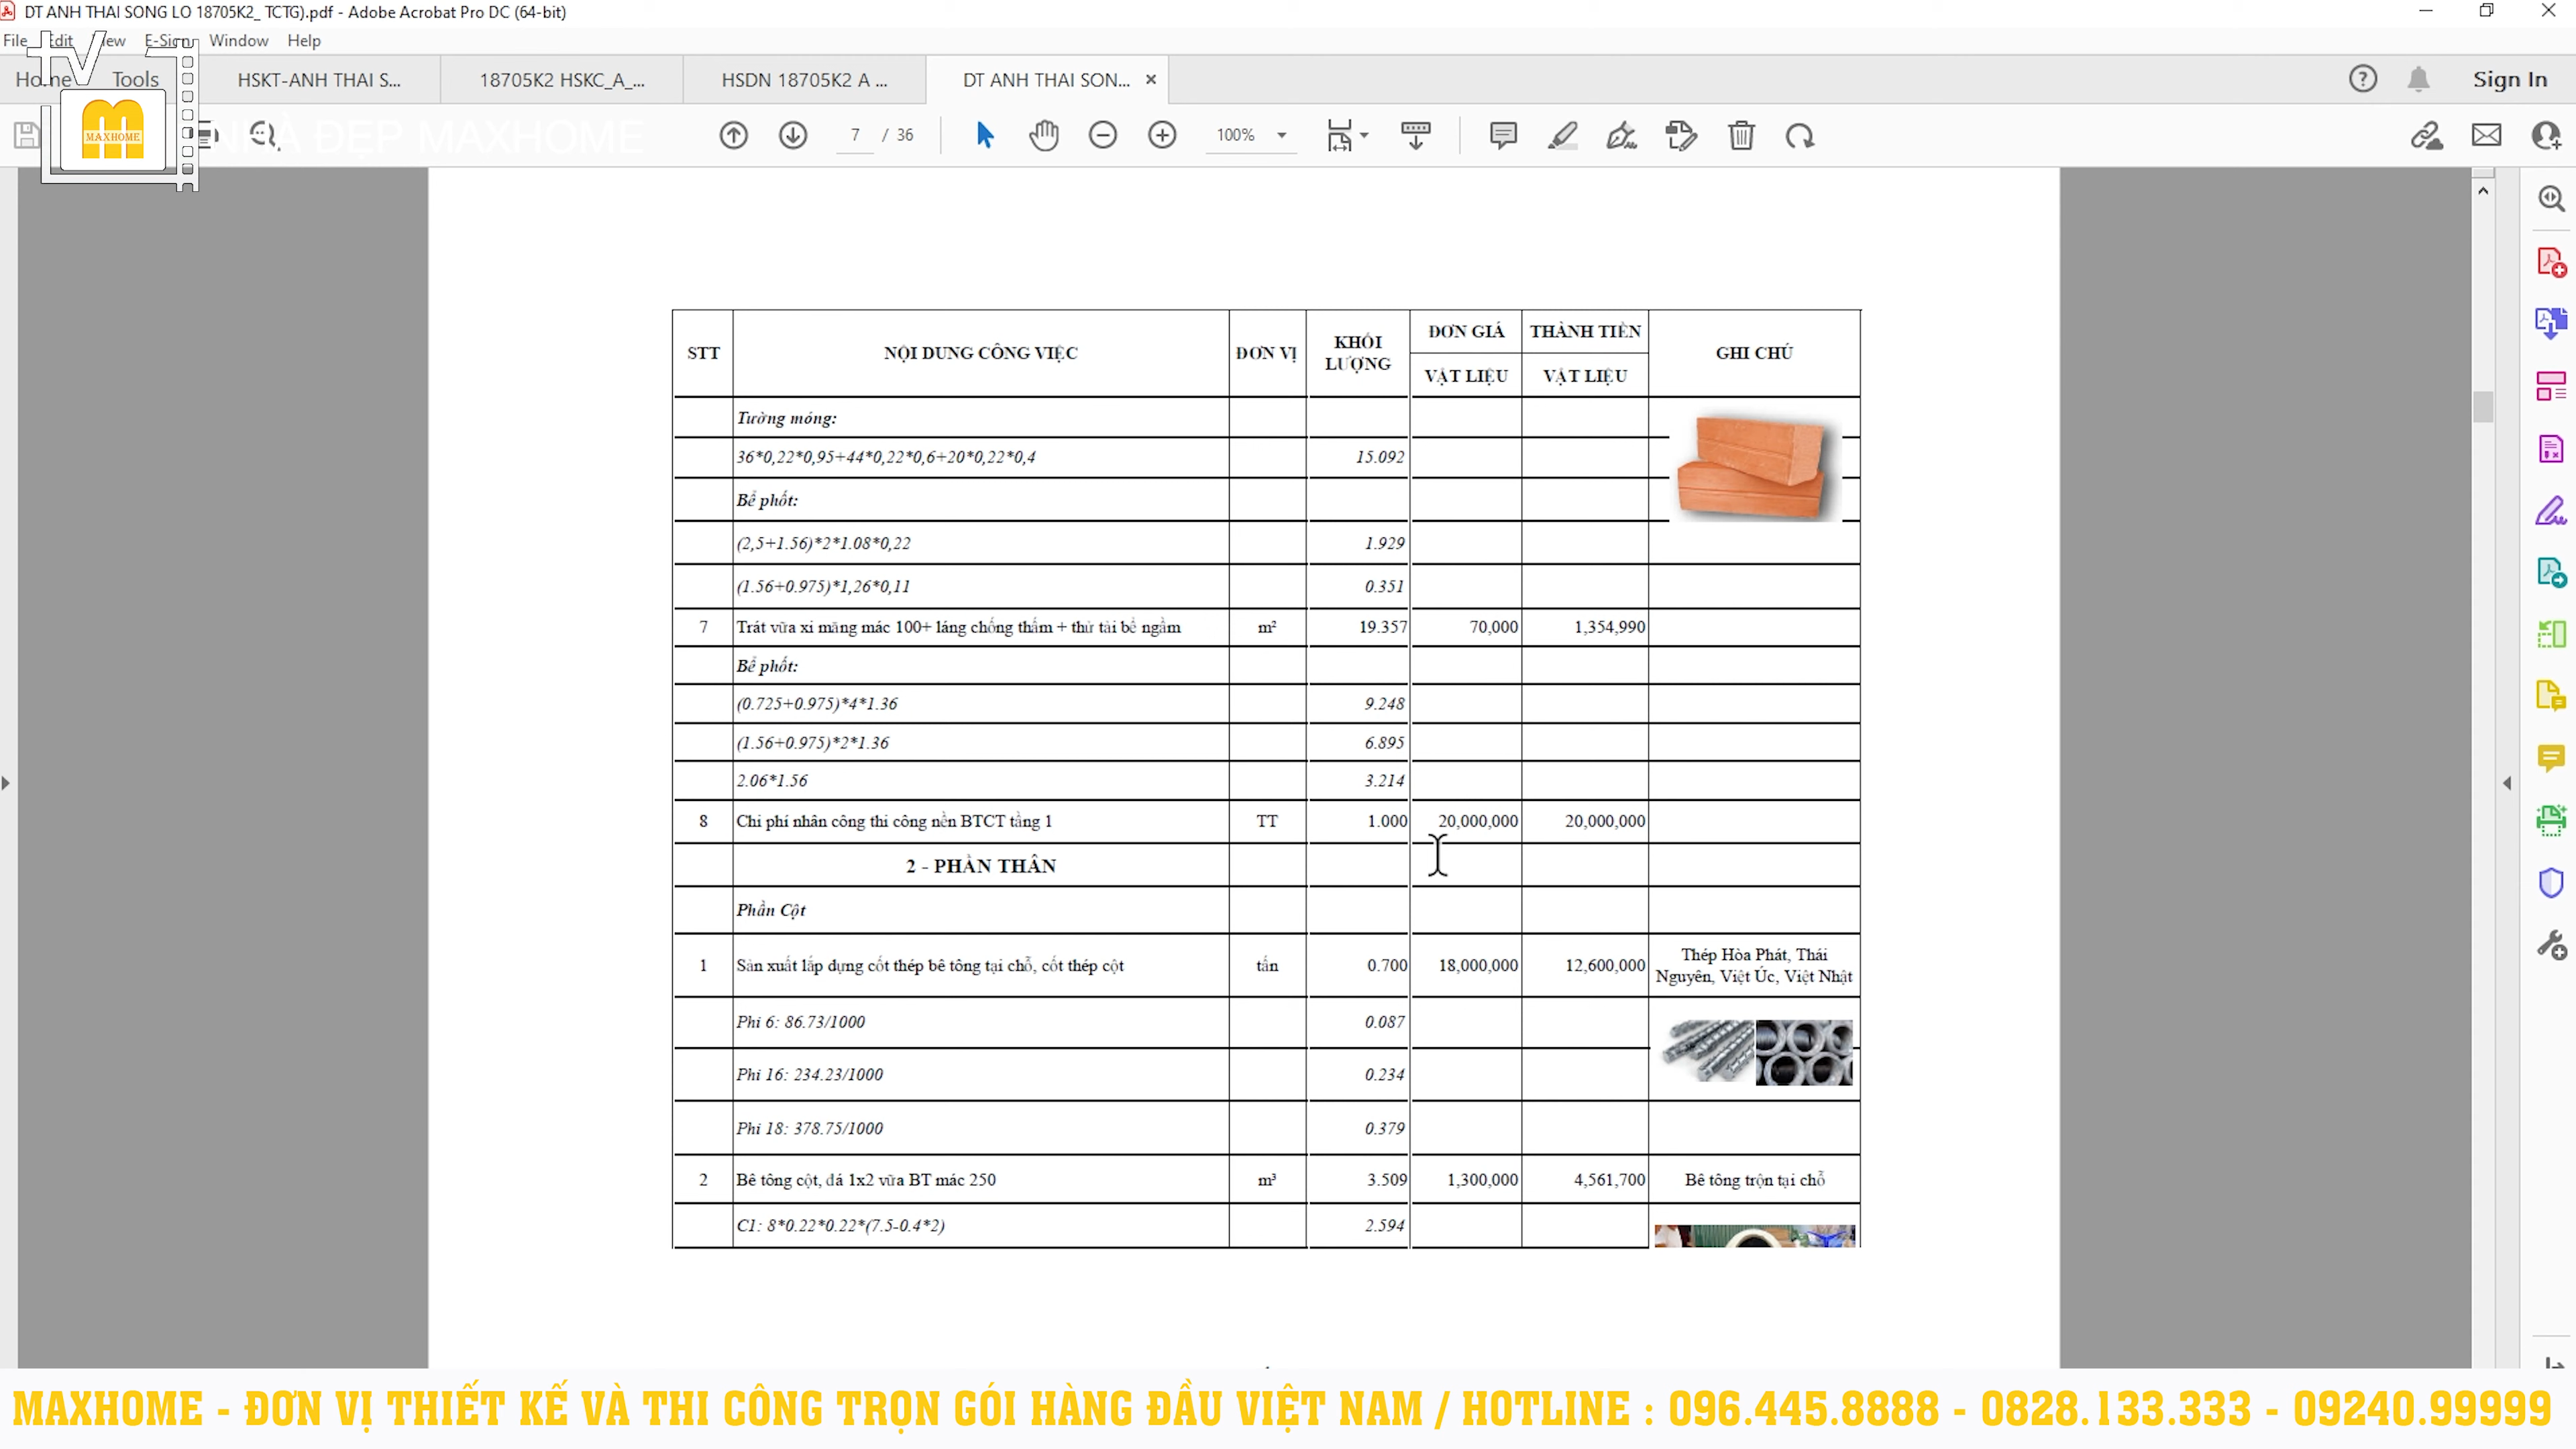 DT ANH THAI SONG LO 18705K2_ TCTG).pdf - Adobe Acrobat Pro DC (64-bit)
File Edit View E-Sign Window Help
tv
Home Tools HSKT-ANH THAI S... 18705K2 HSKC_A_... HSDN 18705K2 A ... DT ANH THAI SON... Sign In
MAXHOME
NHÀ ĐẸP MAXHOME
7 / 36 100%
STT NỘI DUNG CÔNG VIỆC ĐƠN VỊ KHỐI LƯỢNG ĐƠN GIÁ THÀNH TIỀN GHI CHÚ
VẬT LIỆU VẬT LIỆU
Tường móng:
36*0,22*0,95+44*0,22*0,6+20*0,22*0,4 15.092
Bể phốt:
(2,5+1.56)*2*1.08*0,22 1.929
(1.56+0.975)*1,26*0,11 0.351
7 Trát vữa xi măng mác 100+ láng chống thấm + thử tải bể ngầm m² 19.357 70,000 1,354,990
Bể phốt:
(0.725+0.975)*4*1.36 9.248
(1.56+0.975)*2*1.36 6.895
2.06*1.56 3.214
8 Chi phí nhân công thi công nền BTCT tầng 1 TT 1.000 20,000,000 20,000,000
2 - PHẦN THÂN
Phần Cột
1 Sản xuất lắp dựng cốt thép bê tông tại chỗ, cốt thép cột tấn 0.700 18,000,000 12,600,000 Thép Hòa Phát, Thái
Nguyên, Việt Úc, Việt Nhật
Phi 6: 86.73/1000 0.087
Phi 16: 234.23/1000 0.234
Phi 18: 378.75/1000 0.379
2 Bê tông cột, đá 1x2 vữa BT mác 250 m³ 3.509 1,300,000 4,561,700 Bê tông trộn tại chỗ
C1: 8*0.22*0.22*(7.5-0.4*2) 2.594
MAXHOME - ĐƠN VỊ THIẾT KẾ VÀ THI CÔNG TRỌN GÓI HÀNG ĐẦU VIỆT NAM / HOTLINE : 096.445.8888 - 0828.133.333 - 09240.99999